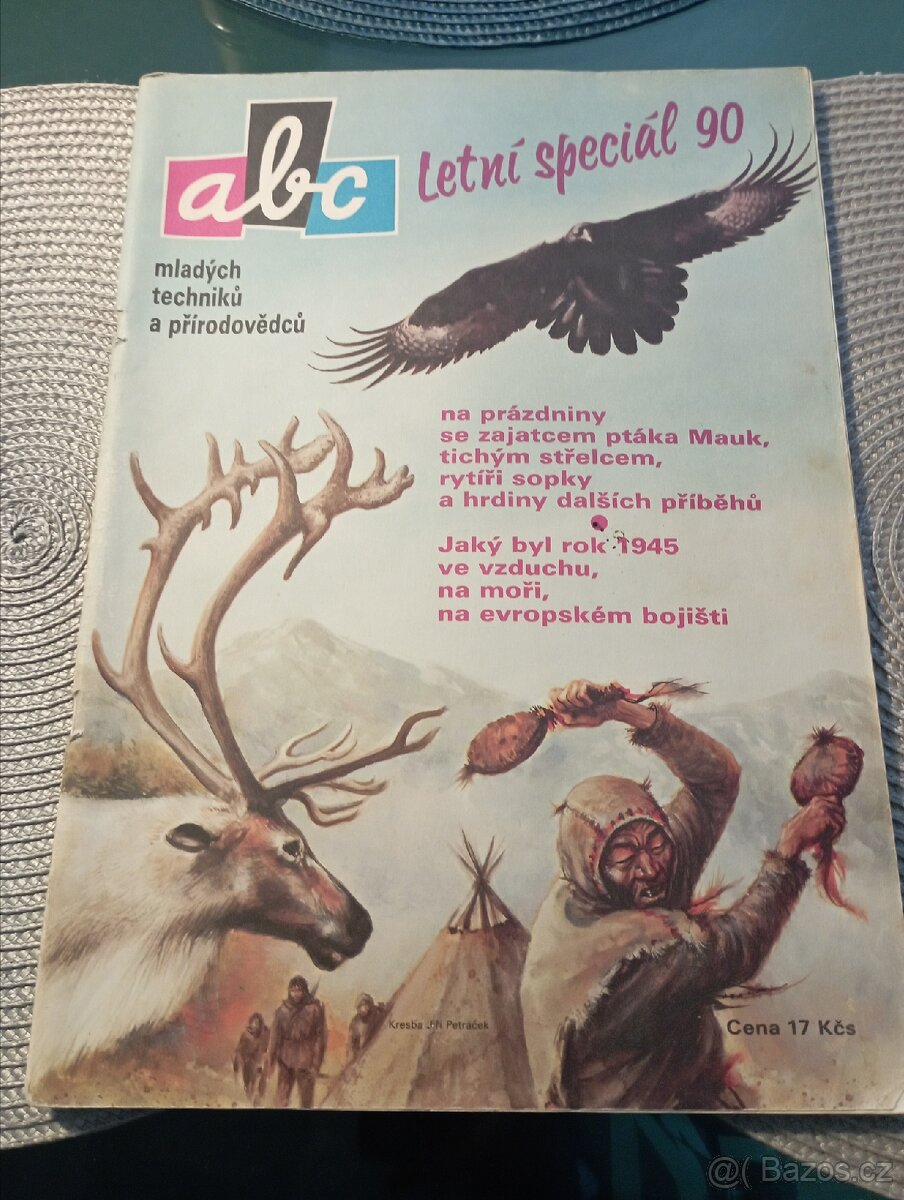 abc
Letní speciál 90
mladých
techniků
a přírodovědců
na prázdniny
se zajatcem ptáka Mauk,
tichým střelcem,
rytíři sopky
a hrdiny dalších příběhů
Jaký byl rok 1945
ve vzduchu,
na moři,
na evropském bojišti
Kresba Petráček
Cena 17 Kčs
@( Bazos.cz